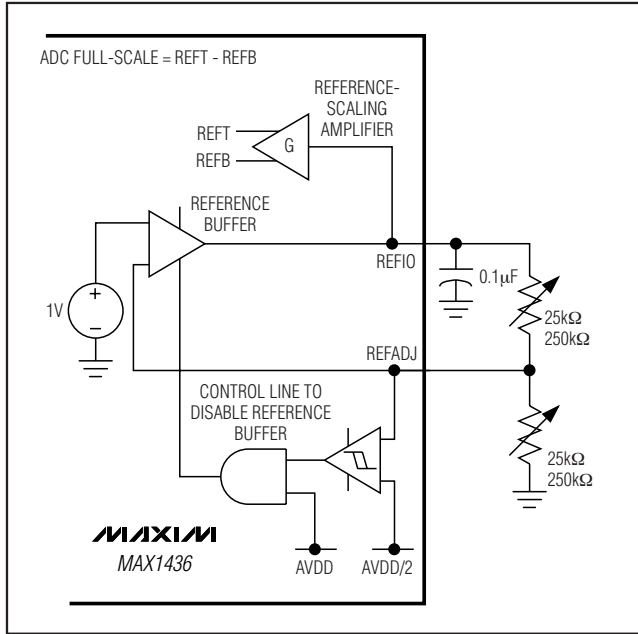 ADC FULL-SCALE = REFT - REFB
REFERENCE-
SCALING
AMPLIFIER
REFT
REFB
G
REFERENCE
BUFFER
REFIO
0.1µF
1V
+
−
25kΩ
250kΩ
REFADJ
CONTROL LINE TO
DISABLE REFERENCE
BUFFER
25kΩ
250kΩ
MAXIM
MAX1436
AVDD
AVDD/2